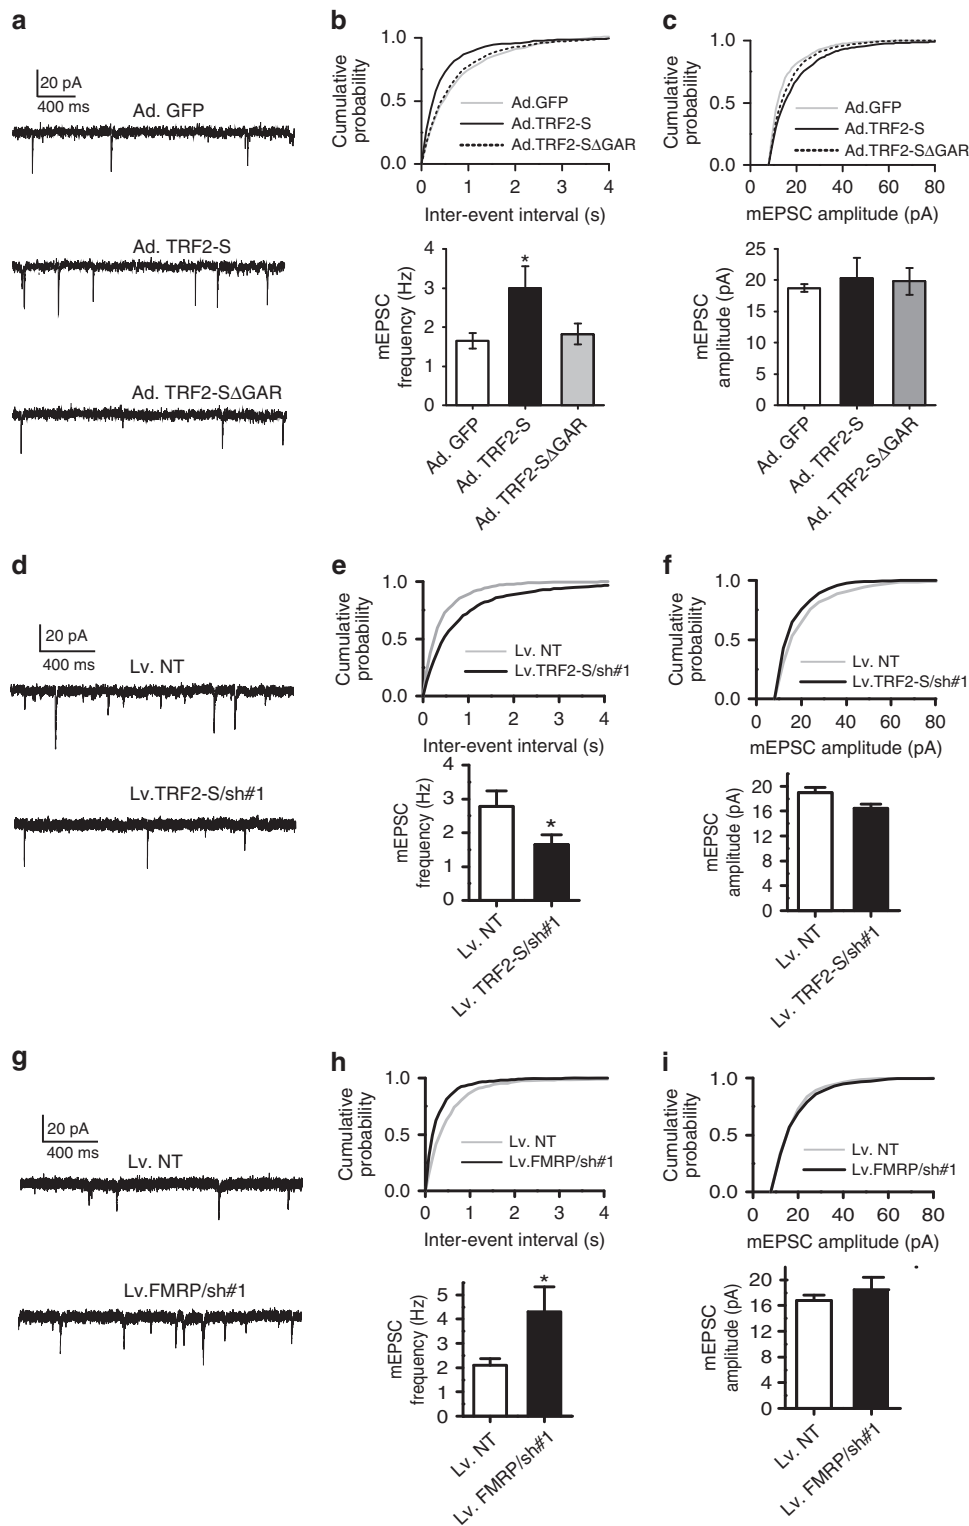 a
20 pA
400 ms
Ad. GFP
Ad. TRF2-S
Ad. TRF2-SΔGAR
b
Cumulative
probability
1.0
0.5
0.0
Ad.GFP
Ad.TRF2-S
Ad.TRF2-SΔGAR
0 1 2 3 4
Inter-event interval (s)
mEPSC
frequency (Hz)
4
3
2
1
0
*
Ad. GFP
Ad. TRF2-S
Ad. TRF2-SΔGAR
c
Cumulative
probability
1.0
0.5
0.0
Ad.GFP
Ad.TRF2-S
Ad.TRF2-SΔGAR
0 20 40 60 80
mEPSC amplitude (pA)
mEPSC
amplitude (pA)
25
20
15
10
5
0
Ad. GFP
Ad. TRF2-S
Ad. TRF2-SΔGAR
d
20 pA
400 ms
Lv. NT
Lv.TRF2-S/sh#1
e
Cumulative
probability
1.0
0.5
0.0
Lv. NT
Lv.TRF2-S/sh#1
0 1 2 3 4
Inter-event interval (s)
mEPSC
frequency (Hz)
4
3
2
1
0
*
Lv. NT
Lv. TRF2-S/sh#1
f
Cumulative
probability
1.0
0.5
0.0
Lv. NT
Lv.TRF2-S/sh#1
0 20 40 60 80
mEPSC amplitude (pA)
mEPSC
amplitude (pA)
20
16
12
8
4
0
Lv. NT
Lv. TRF2-S/sh#1
g
20 pA
400 ms
Lv. NT
Lv.FMRP/sh#1
h
Cumulative
probability
1.0
0.5
0.0
Lv. NT
Lv.FMRP/sh#1
0 1 2 3 4
Inter-event interval (s)
mEPSC
frequency (Hz)
5
4
3
2
1
0
*
Lv. NT
Lv. FMRP/sh#1
i
Cumulative
probability
1.0
0.5
0.0
Lv. NT
Lv.FMRP/sh#1
0 20 40 60 80
mEPSC amplitude (pA)
mEPSC
amplitude (pA)
20
16
12
8
4
0
Lv. NT
Lv. FMRP/sh#1